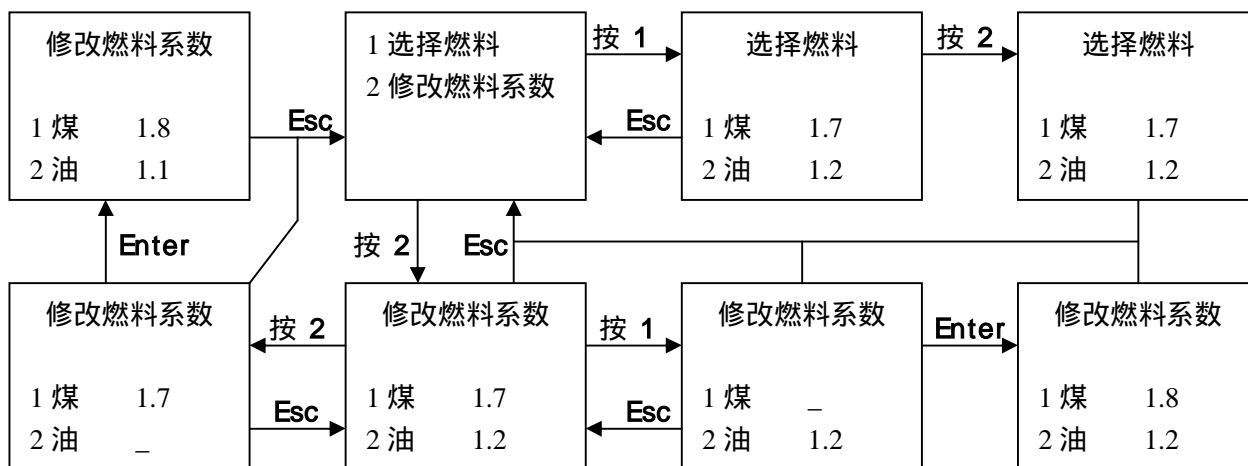 修改燃料系数
1 煤 1.8
2 油 1.1
1 选择燃料
2 修改燃料系数
选择燃料
1 煤 1.7
2 油 1.2
选择燃料
1 煤 1.7
2 油 1.2
按 1
按 2
Esc
Esc
Enter
按 2
Esc
修改燃料系数
1 煤 1.7
2 油 _
修改燃料系数
1 煤 1.7
2 油 1.2
修改燃料系数
1 煤 _
2 油 1.2
修改燃料系数
1 煤 1.8
2 油 1.2
按 2
按 1
Enter
Esc
Esc